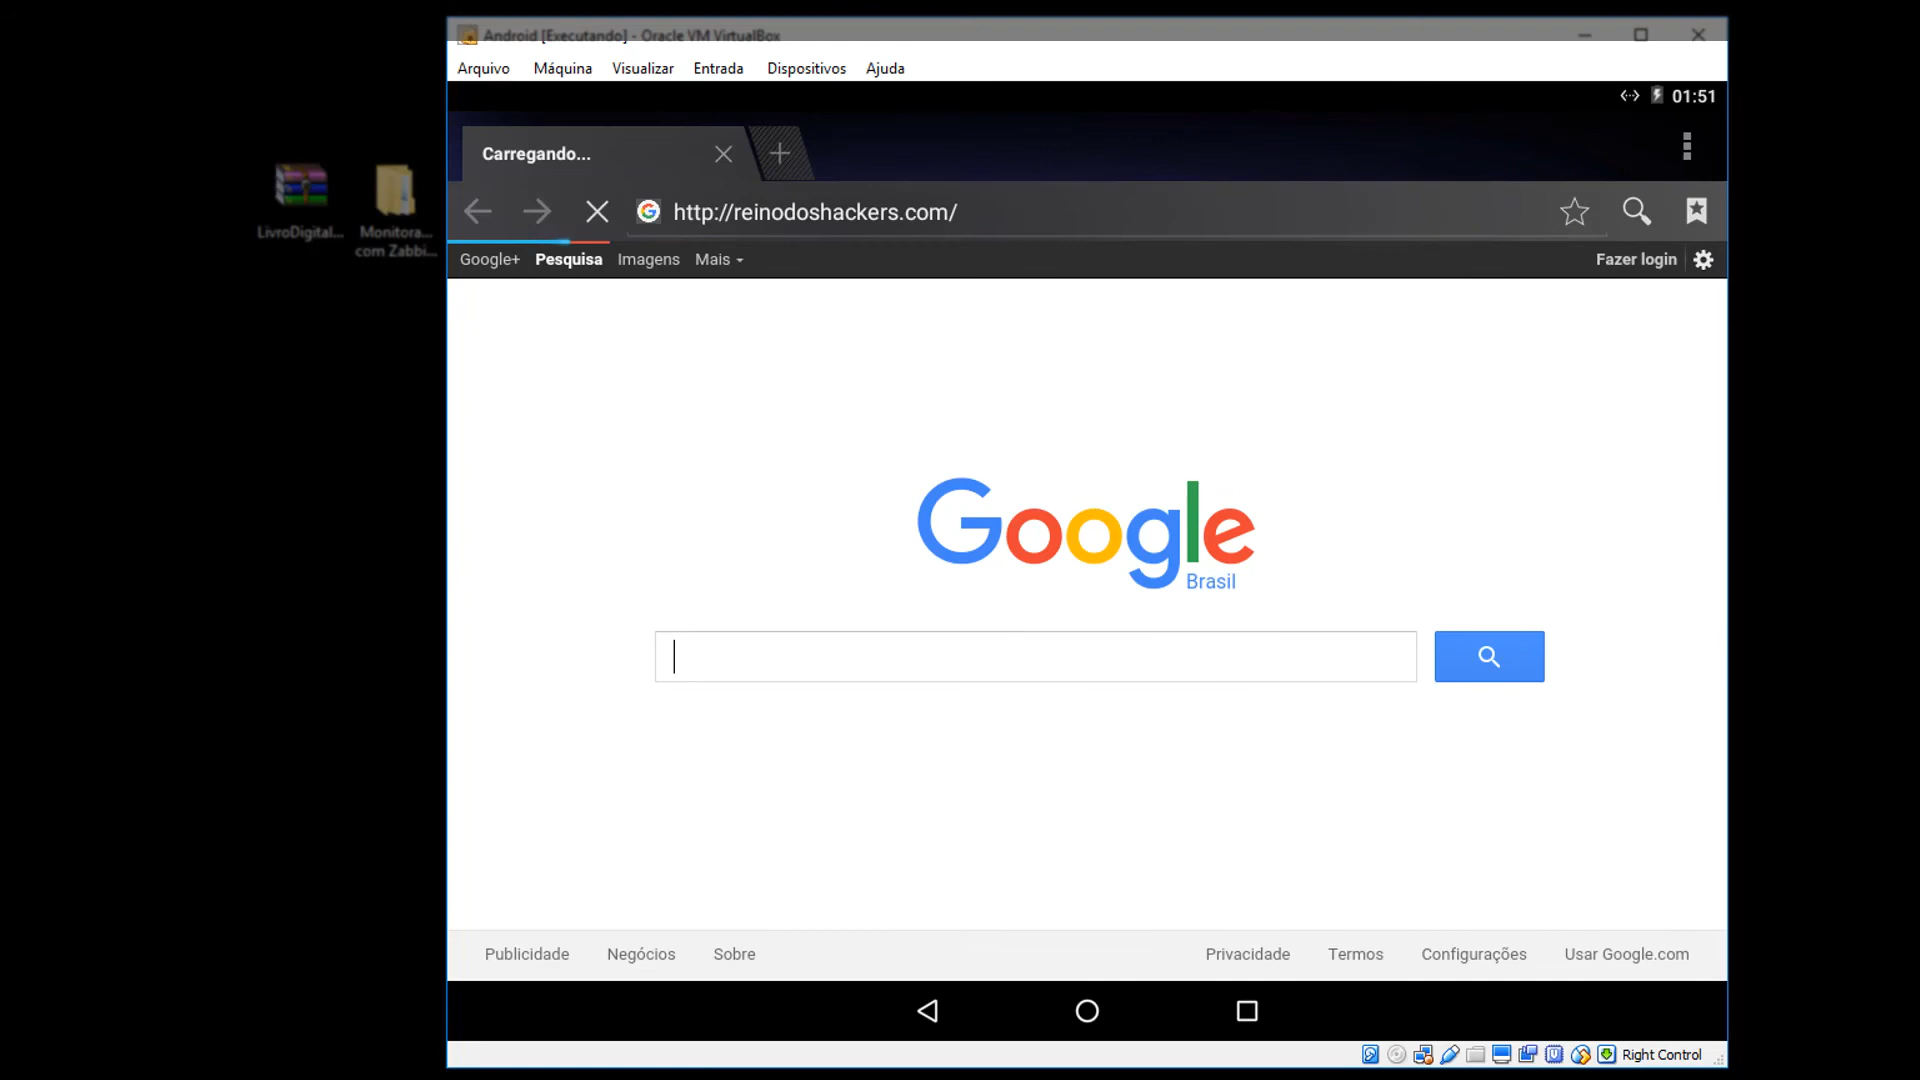 Android [Executando] - Oracle VM VirtualBox
Arquivo Máquina Visualizar Entrada Dispositivos Ajuda
01:51
Carregando...
http://reinodoshackers.com/
Google+ Pesquisa Imagens Mais Fazer login
LivroDigital...
Monitora...
com Zabbi...
Google
Brasil
Publicidade Negócios Sobre Privacidade Termos Configurações Usar Google.com
Right Control